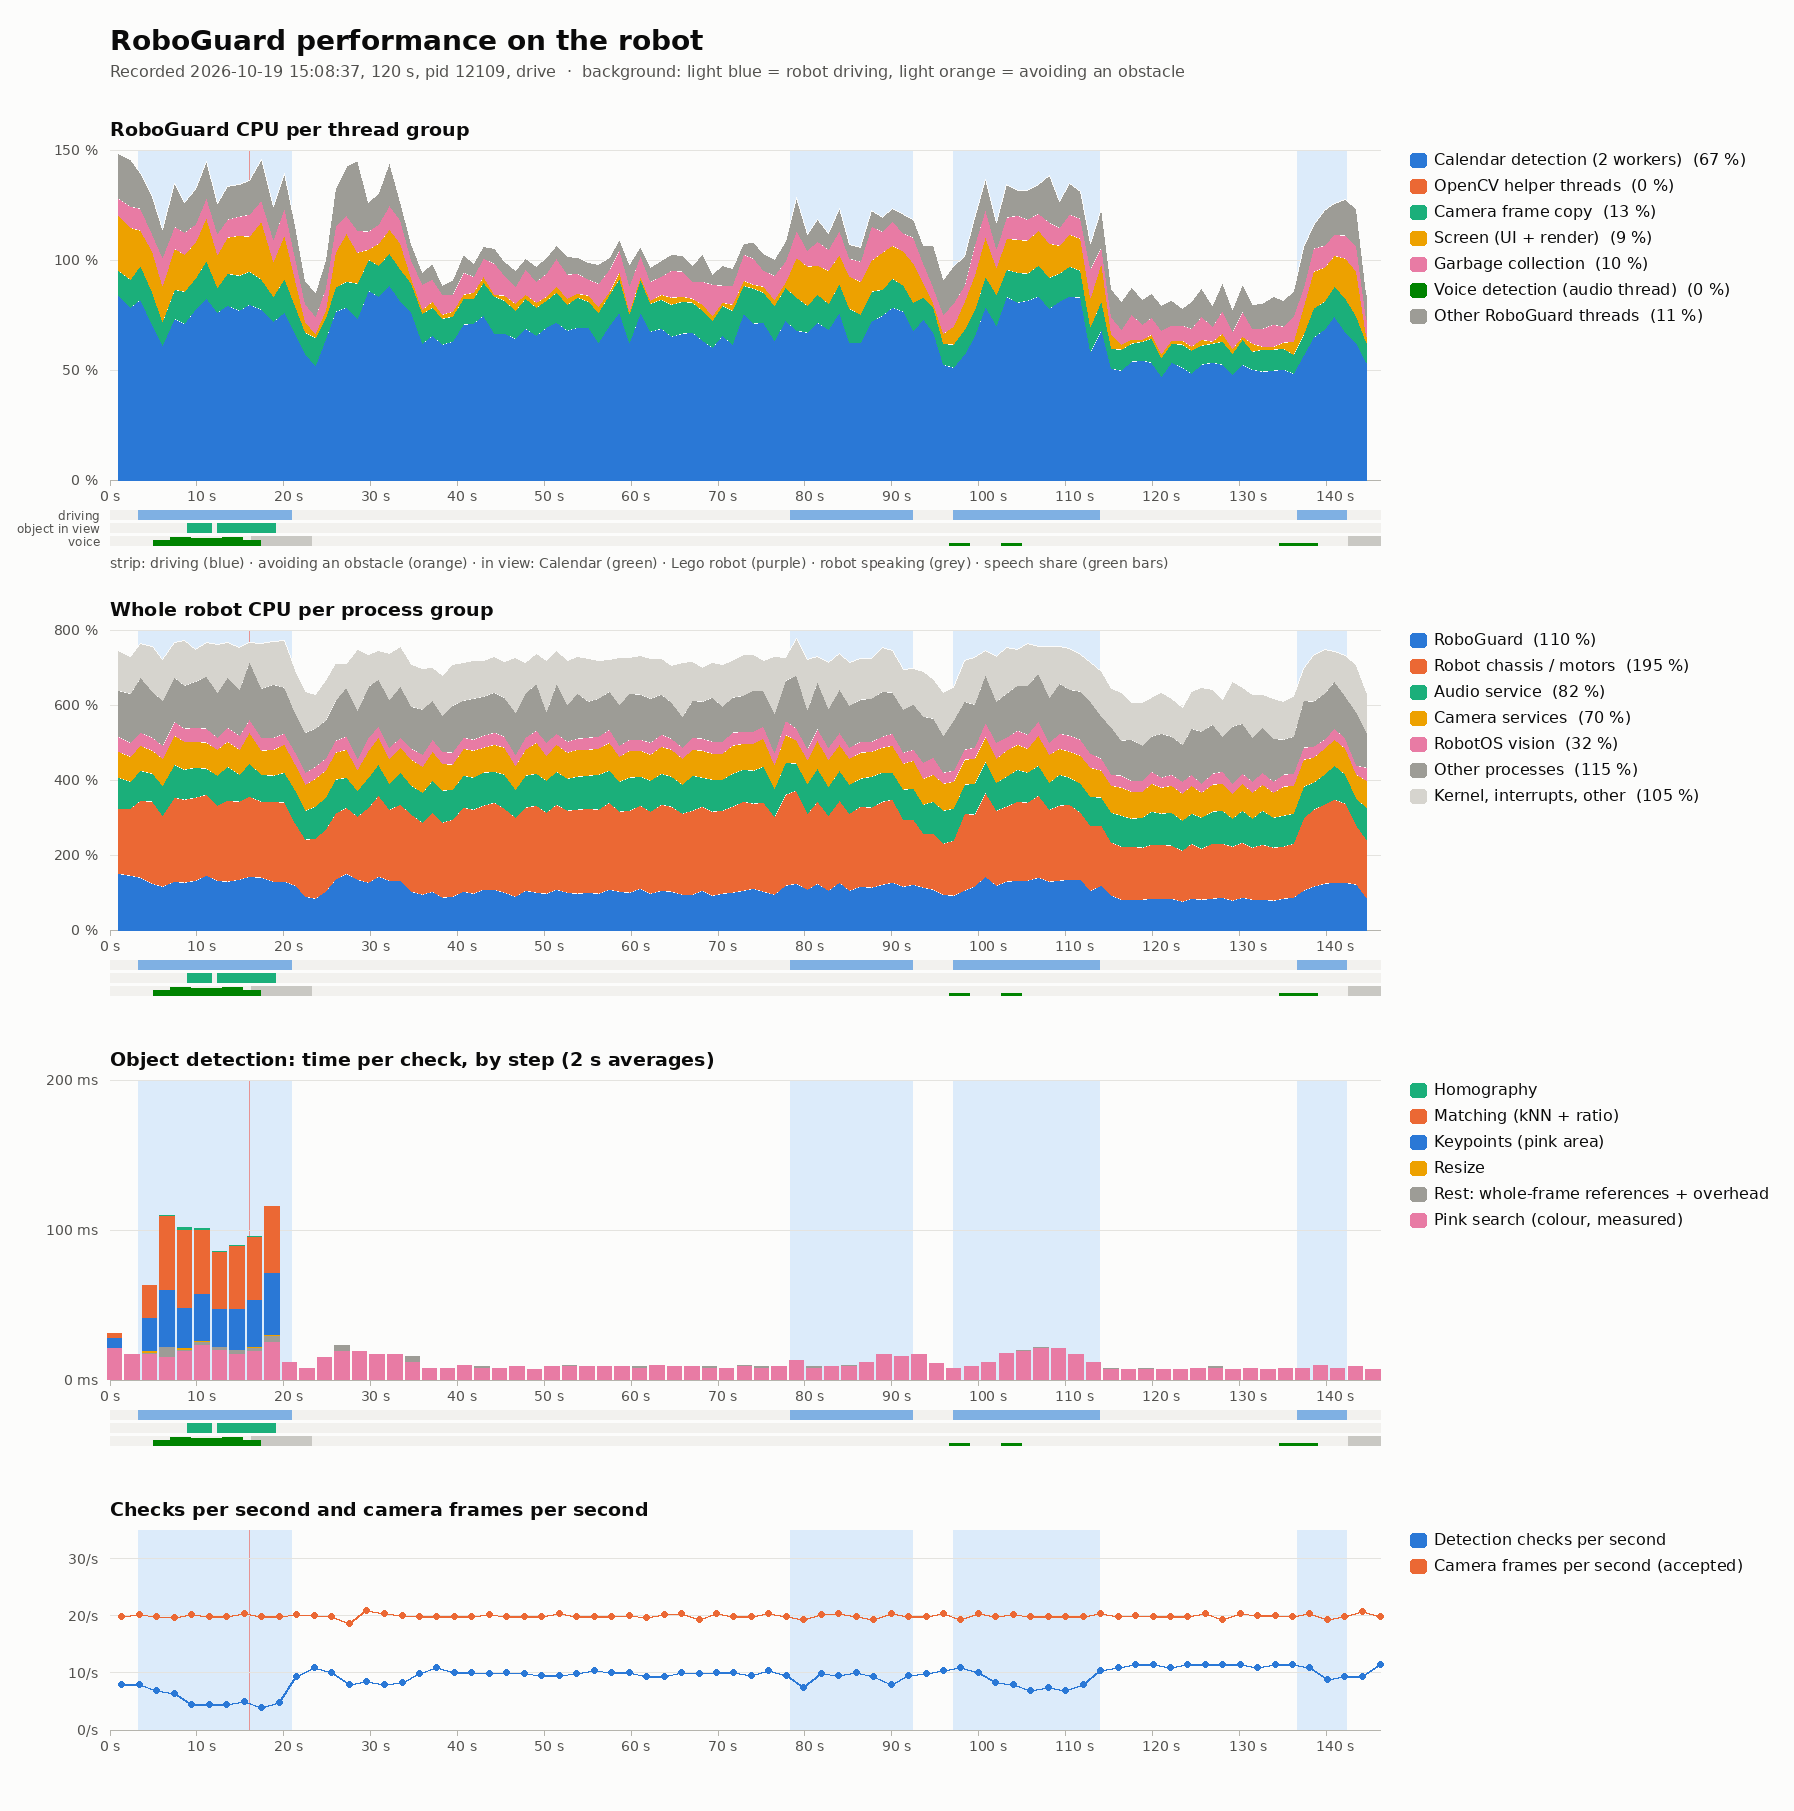 RoboGuard performance on the robot
Recorded 2026-10-19 15:08:37, 120 s, pid 12109, drive · background: light blue = robot driving, light orange = avoiding an obstacle
RoboGuard CPU per thread group
150 %
100 %
50 %
0 %
0 s 10 s 20 s 30 s 40 s 50 s 60 s 70 s 80 s 90 s 100 s 110 s 120 s 130 s 140 s
Calendar detection (2 workers) (67 %)
OpenCV helper threads (0 %)
Camera frame copy (13 %)
Screen (UI + render) (9 %)
Garbage collection (10 %)
Voice detection (audio thread) (0 %)
Other RoboGuard threads (11 %)
driving
object in view
voice
strip: driving (blue) · avoiding an obstacle (orange) · in view: Calendar (green) · Lego robot (purple) · robot speaking (grey) · speech share (green bars)
Whole robot CPU per process group
800 %
600 %
400 %
200 %
0 %
0 s 10 s 20 s 30 s 40 s 50 s 60 s 70 s 80 s 90 s 100 s 110 s 120 s 130 s 140 s
RoboGuard (110 %)
Robot chassis / motors (195 %)
Audio service (82 %)
Camera services (70 %)
RobotOS vision (32 %)
Other processes (115 %)
Kernel, interrupts, other (105 %)
Object detection: time per check, by step (2 s averages)
200 ms
100 ms
0 ms
0 s 10 s 20 s 30 s 40 s 50 s 60 s 70 s 80 s 90 s 100 s 110 s 120 s 130 s 140 s
Homography
Matching (kNN + ratio)
Keypoints (pink area)
Resize
Rest: whole-frame references + overhead
Pink search (colour, measured)
Checks per second and camera frames per second
30/s
20/s
10/s
0/s
0 s 10 s 20 s 30 s 40 s 50 s 60 s 70 s 80 s 90 s 100 s 110 s 120 s 130 s 140 s
Detection checks per second
Camera frames per second (accepted)